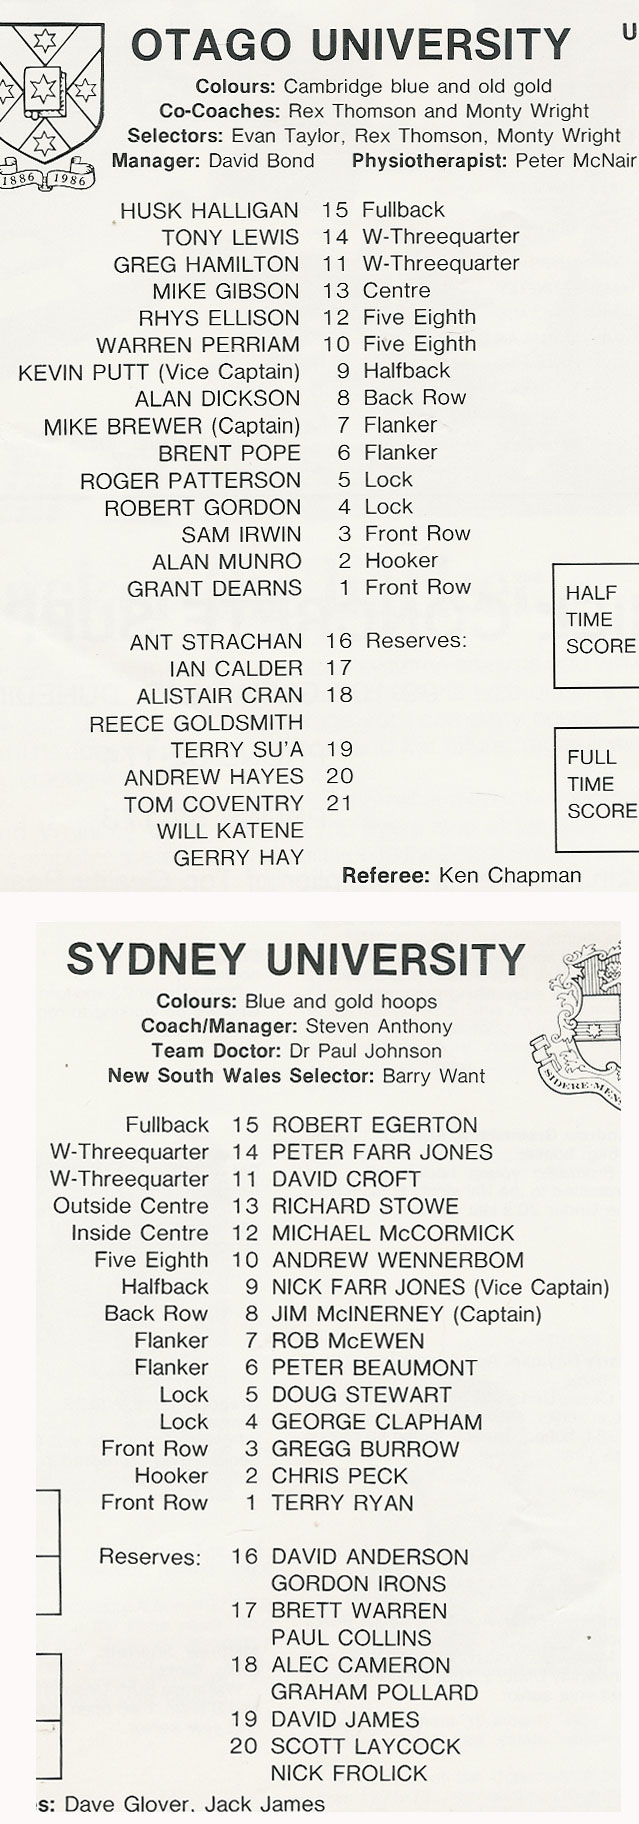 OTAGO UNIVERSITY
U
Colours: Cambridge blue and old gold
Co-Coaches: Rex Thomson and Monty Wright
Selectors: Evan Taylor, Rex Thomson, Monty Wright
Manager: David Bond Physiotherapist: Peter McNair
1886 1986
HUSK HALLIGAN 15 Fullback
TONY LEWIS 14 W-Threequarter
GREG HAMILTON 11 W-Threequarter
MIKE GIBSON 13 Centre
RHYS ELLISON 12 Five Eighth
WARREN PERRIAM 10 Five Eighth
KEVIN PUTT (Vice Captain) 9 Halfback
ALAN DICKSON 8 Back Row
MIKE BREWER (Captain) 7 Flanker
BRENT POPE 6 Flanker
ROGER PATTERSON 5 Lock
ROBERT GORDON 4 Lock
SAM IRWIN 3 Front Row
ALAN MUNRO 2 Hooker
GRANT DEARNS 1 Front Row
HALF
TIME
SCORE
ANT STRACHAN 16 Reserves:
IAN CALDER 17
ALISTAIR CRAN 18
REECE GOLDSMITH
TERRY SU'A 19
ANDREW HAYES 20
TOM COVENTRY 21
WILL KATENE
GERRY HAY
FULL
TIME
SCORE
Referee: Ken Chapman
SYDNEY UNIVERSITY
Colours: Blue and gold hoops
Coach/Manager: Steven Anthony
Team Doctor: Dr Paul Johnson
New South Wales Selector: Barry Want
SIDERE·MEN
Fullback 15 ROBERT EGERTON
W-Threequarter 14 PETER FARR JONES
W-Threequarter 11 DAVID CROFT
Outside Centre 13 RICHARD STOWE
Inside Centre 12 MICHAEL McCORMICK
Five Eighth 10 ANDREW WENNERBOM
Halfback 9 NICK FARR JONES (Vice Captain)
Back Row 8 JIM McINERNEY (Captain)
Flanker 7 ROB McEWEN
Flanker 6 PETER BEAUMONT
Lock 5 DOUG STEWART
Lock 4 GEORGE CLAPHAM
Front Row 3 GREGG BURROW
Hooker 2 CHRIS PECK
Front Row 1 TERRY RYAN
Reserves: 16 DAVID ANDERSON
GORDON IRONS
17 BRETT WARREN
PAUL COLLINS
18 ALEC CAMERON
GRAHAM POLLARD
19 DAVID JAMES
20 SCOTT LAYCOCK
NICK FROLICK
s: Dave Glover. Jack James